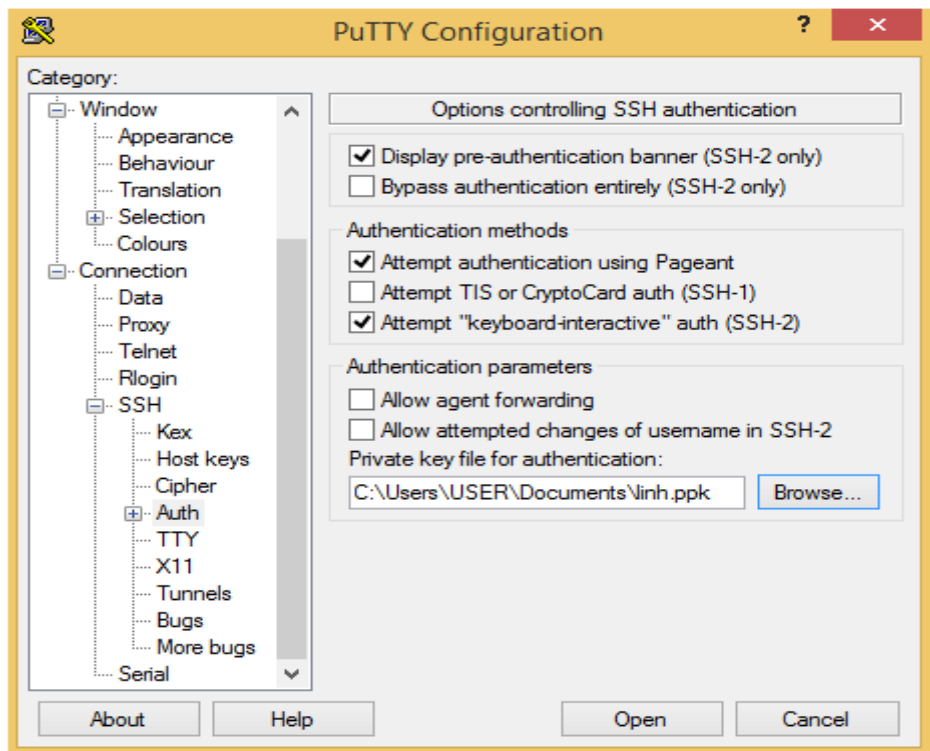 PuTTY Configuration
?
Category:
Window
Appearance
Behaviour
Translation
Selection
Colours
Connection
Data
Proxy
Telnet
Rlogin
SSH
Kex
Host keys
Cipher
Auth
TTY
X11
Tunnels
Bugs
More bugs
Serial
Options controlling SSH authentication
Display pre-authentication banner (SSH-2 only)
Bypass authentication entirely (SSH-2 only)
Authentication methods
Attempt authentication using Pageant
Attempt TIS or CryptoCard auth (SSH-1)
Attempt "keyboard-interactive" auth (SSH-2)
Authentication parameters
Allow agent forwarding
Allow attempted changes of username in SSH-2
Private key file for authentication:
C:\Users\USER\Documents\linh.ppk
Browse...
About
Help
Open
Cancel